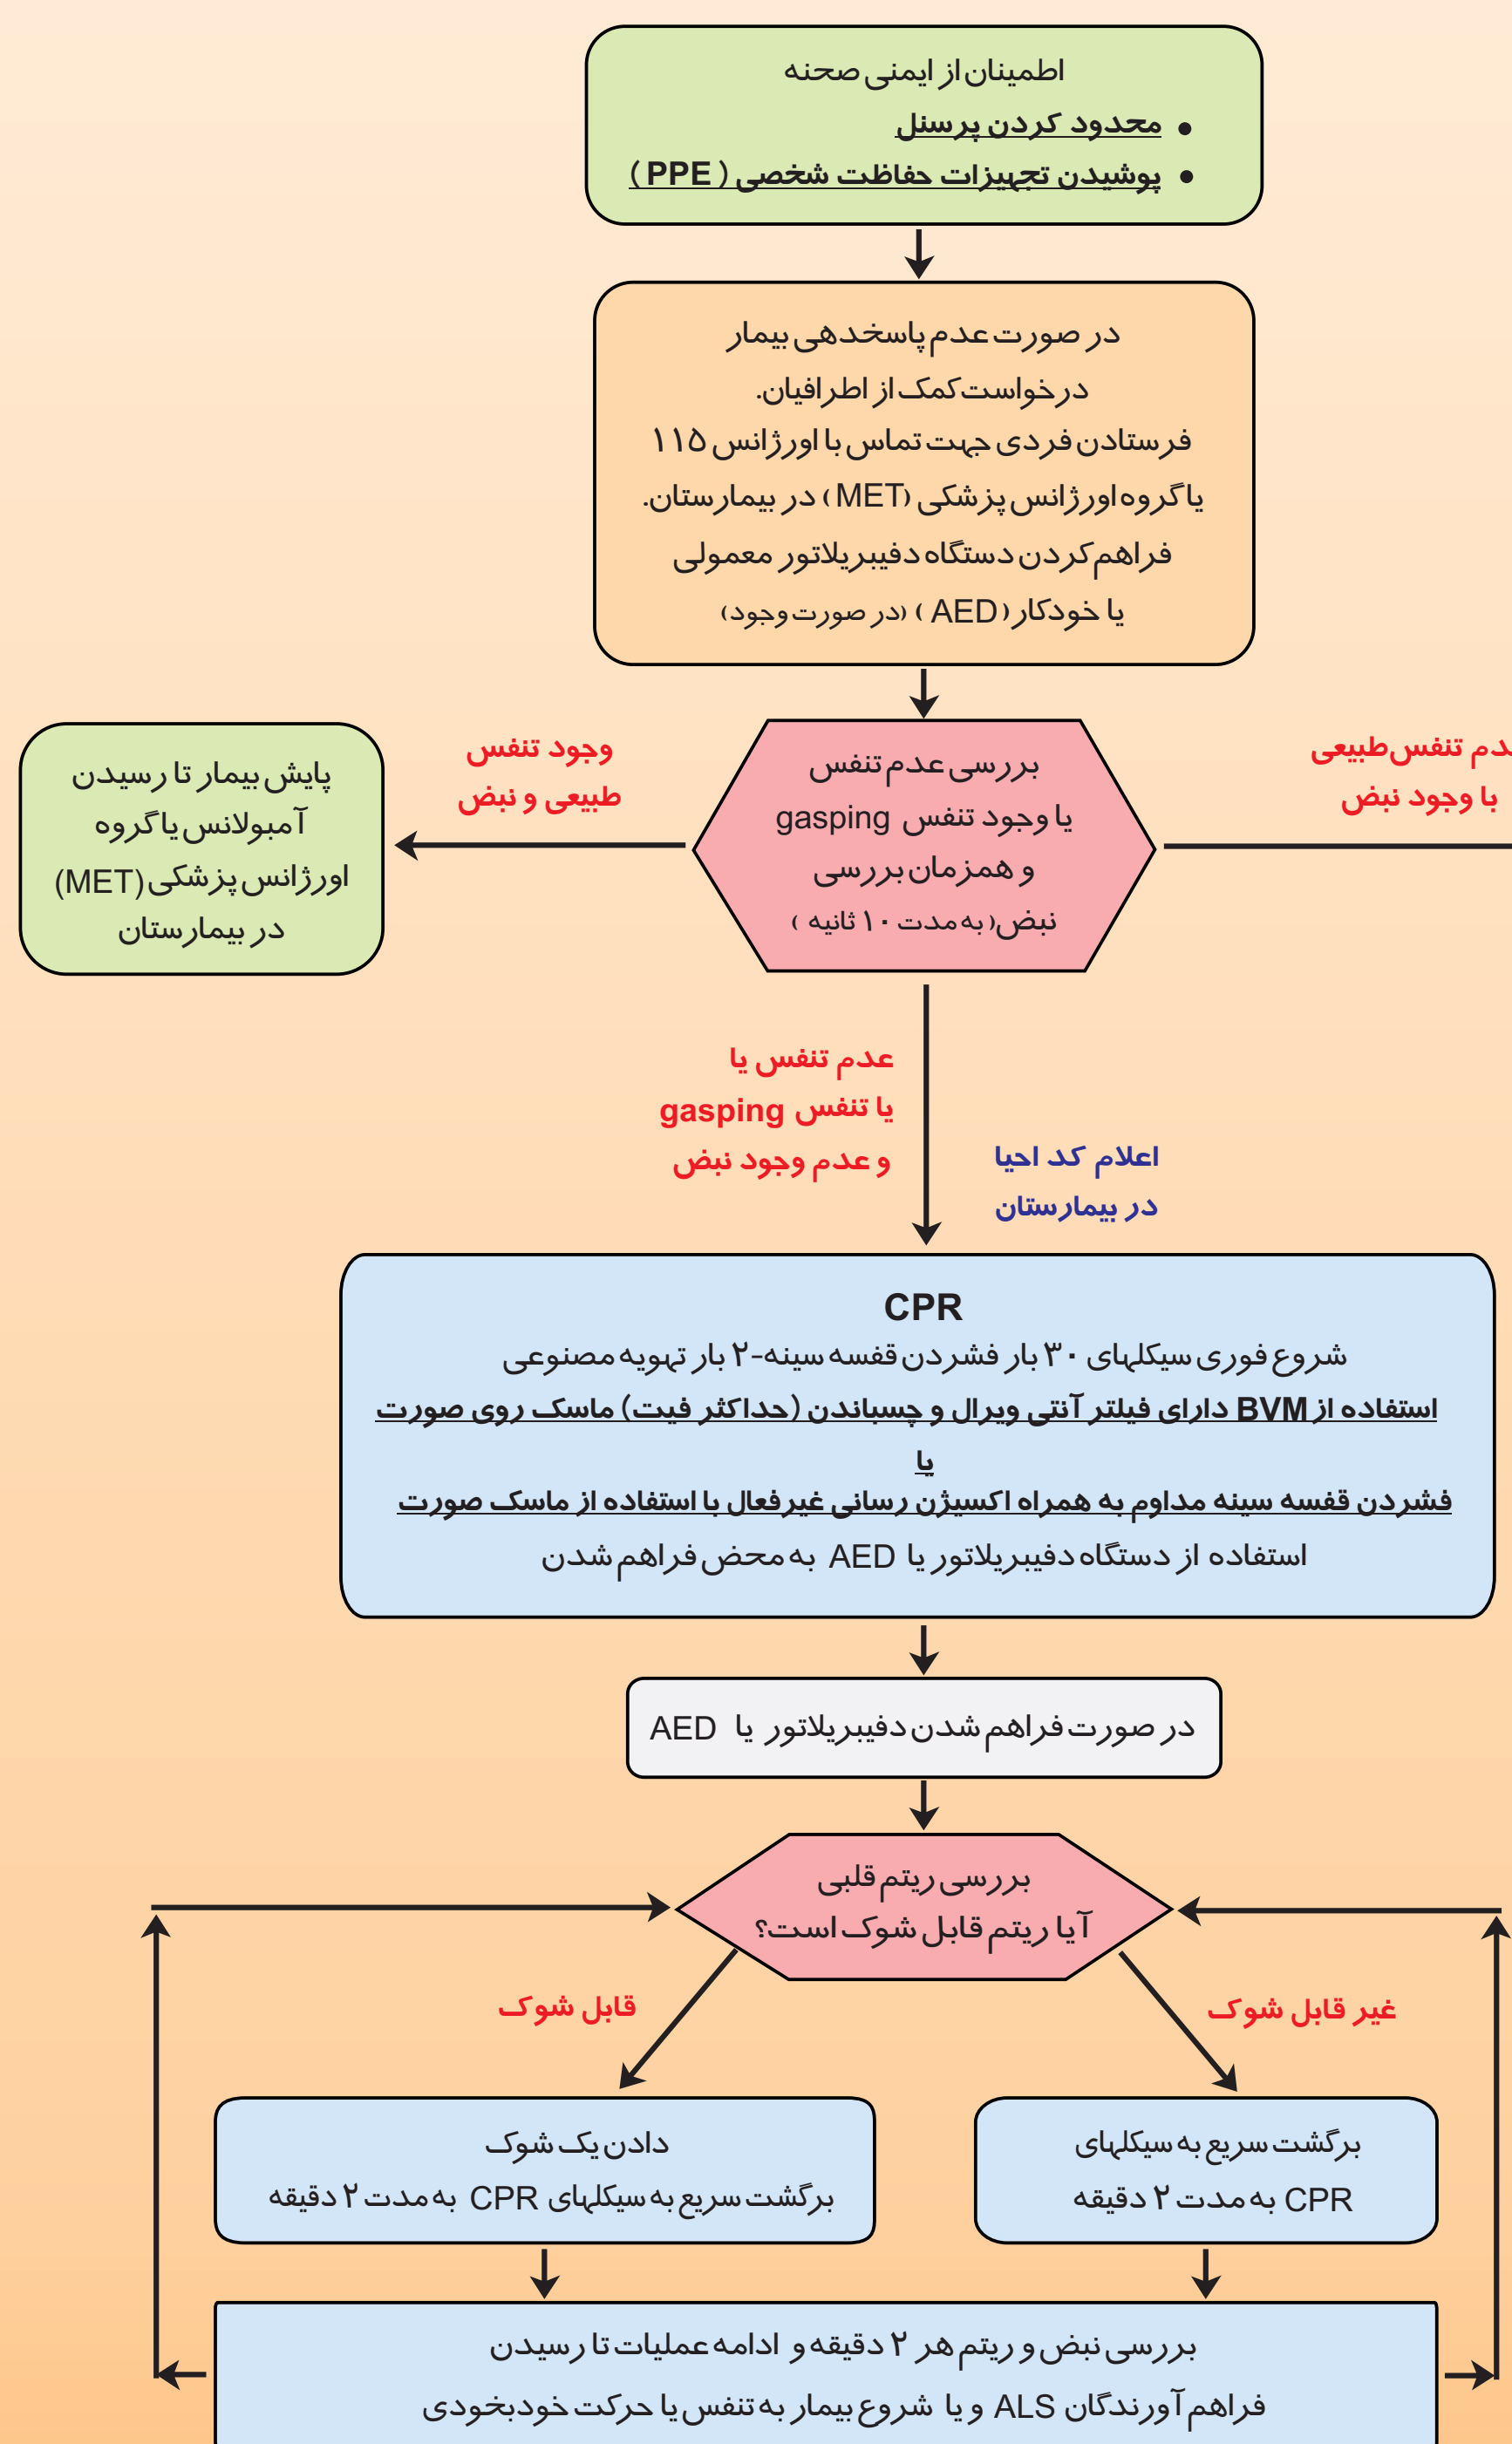 اطمینان از ایمنی صحنه
• محدود کردن پرسنل
• پوشیدن تجهیزات حفاظت شخصی ( PPE )
در صورت عدم پاسخدهی بیمار
درخواست کمک از اطرافیان.
فرستادن فردی جهت تماس با اورژانس ۱۱۵
یا گروه اورژانس پزشکی (MET) در بیمارستان.
فراهم کردن دستگاه دفیبریلاتور معمولی
یا خودکار (AED ) (در صورت وجود)
تنفس طبیعی
با وجود نبض
بررسی عدم تنفس
یا وجود تنفس gasping
و همزمان بررسی
نبض (به مدت ۱۰ ثانیه )
وجود تنفس
طبیعی و نبض
پایش بیمار تا رسیدن
آمبولانس یا گروه
اورژانس پزشکی (MET)
در بیمارستان
عدم تنفس یا
یا تنفس gasping
و عدم وجود نبض
اعلام کد احیا
در بیمارستان
CPR
شروع فوری سیکلهای ۳۰ بار فشردن قفسه سینه-۲ بار تهویه مصنوعی
استفاده از BVM دارای فیلتر آنتی ویرال و چسباندن (حداکثر فیت) ماسک روی صورت
یا
فشردن قفسه سینه مداوم به همراه اکسیژن رسانی غیرفعال با استفاده از ماسک صورت
استفاده از دستگاه دفیبریلاتور یا AED به محض فراهم شدن
در صورت فراهم شدن دفیبریلاتور یا AED
بررسی ریتم قلبی
آیا ریتم قابل شوک است؟
غیر قابل شوک
قابل شوک
برگشت سریع به سیکلهای
CPR به مدت ۲ دقیقه
دادن یک شوک
برگشت سریع به سیکلهای CPR به مدت ۲ دقیقه
بررسی نبض و ریتم هر ۲ دقیقه و ادامه عملیات تا رسیدن
فراهم آورندگان ALS و یا شروع بیمار به تنفس یا حرکت خودبخودی